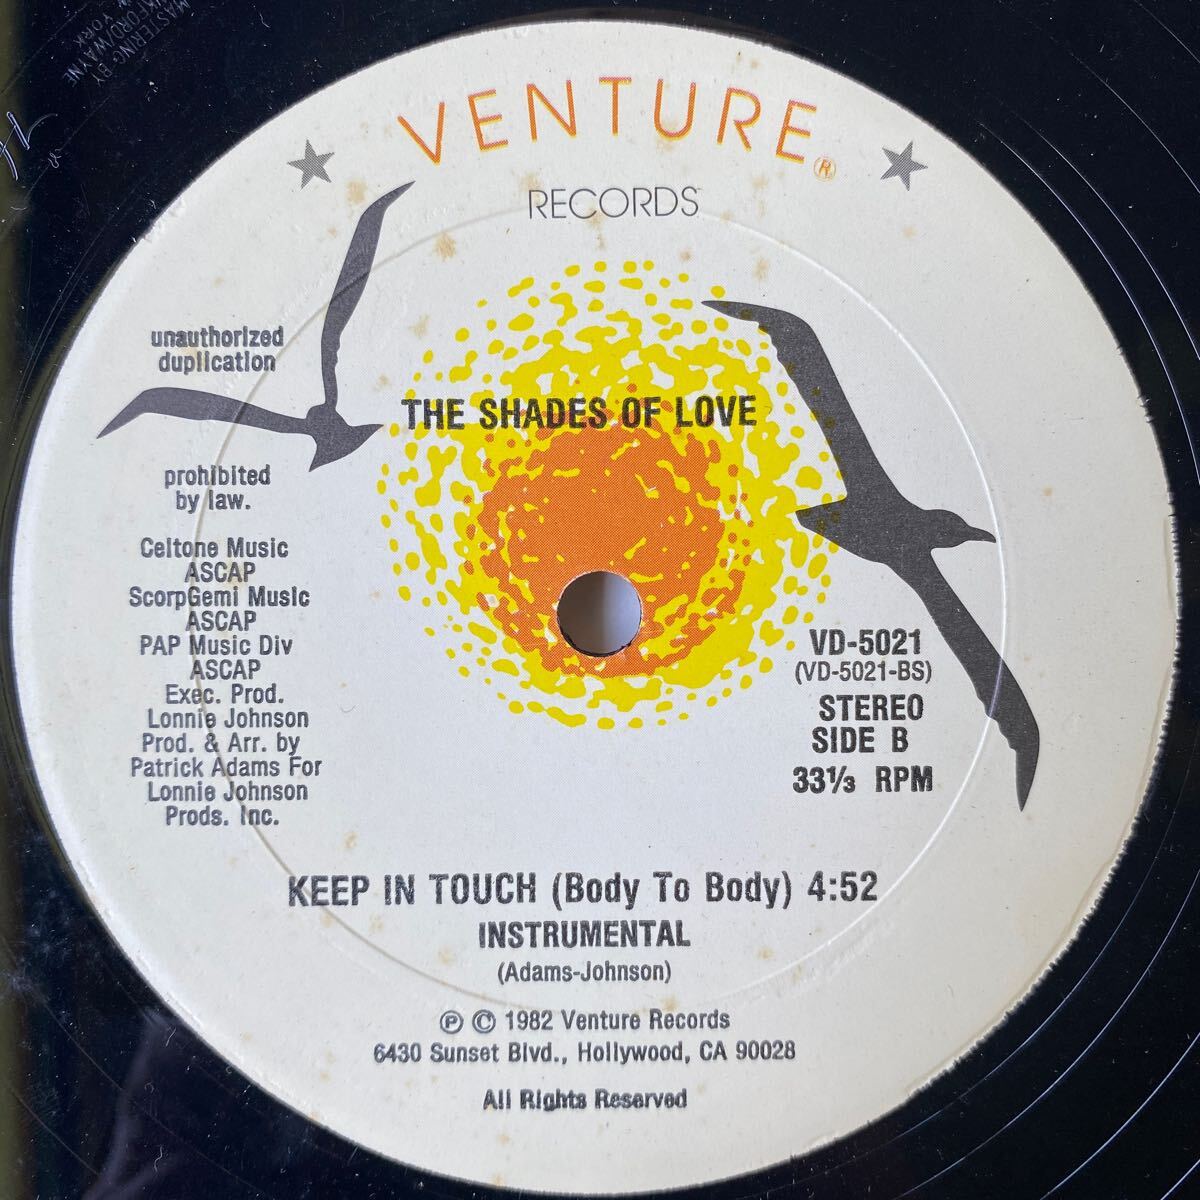 MASTERING BY
VENTURE®
RECORDS
unauthorized
duplication
THE SHADES OF LOVE
prohibited
by law.
Celtone Music
ASCAP
ScorpGemi Music
ASCAP
PAP Music Div
ASCAP
Exec. Prod.
Lonnie Johnson
Prod. & Arr. by
Patrick Adams For
Lonnie Johnson
Prods. Inc.
VD-5021
(VD-5021-BS)
STEREO
SIDE B
33⅓ RPM
KEEP IN TOUCH (Body To Body) 4:52
INSTRUMENTAL
(Adams-Johnson)
℗ © 1982 Venture Records
6430 Sunset Blvd., Hollywood, CA 90028
All Rights Reserved